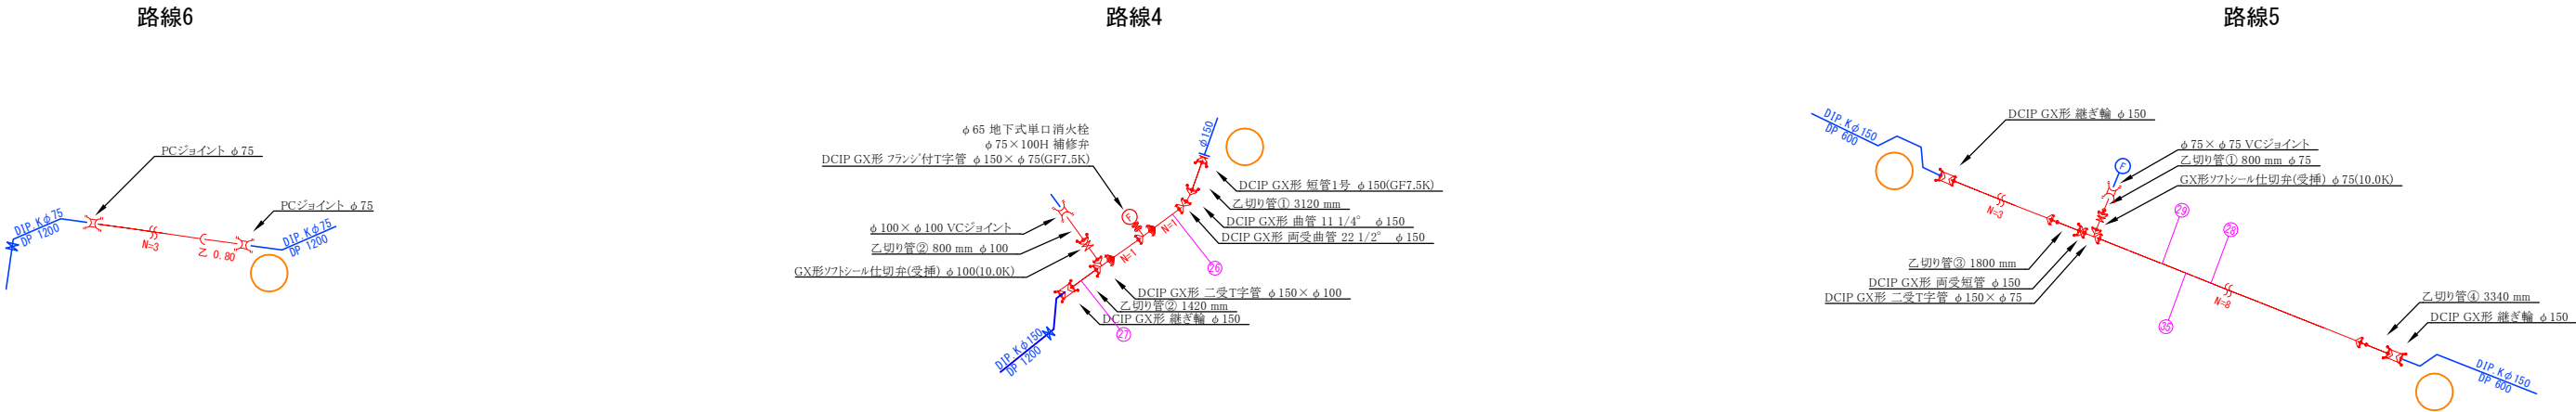 路線6
PCジョイント φ75
PCジョイント φ75
DIP.Kφ75
DP 1200
N=3
乙 0.80
DIP.Kφ75
DP 1200
路線4
φ65 地下式単口消火栓
φ75×100H 補修弁
DCIP GX形 フランジ付T字管 φ150×φ75(GF7.5K)
φ150
F
N=1
N=1
DCIP GX形 短管1号 φ150(GF7.5K)
乙切り管① 3120 mm
DCIP GX形 曲管 11 1/4° φ150
DCIP GX形 両受曲管 22 1/2° φ150
26
φ100×φ100 VCジョイント
乙切り管② 800 mm φ100
GX形ソフトシール仕切弁(受挿) φ100(10.0K)
DCIP GX形 二受T字管 φ150×φ100
乙切り管② 1420 mm
DCIP GX形 継ぎ輪 φ150
27
DIP.Kφ150
DP 1200
路線5
DIP.Kφ150
DP 600
DCIP GX形 継ぎ輪 φ150
N=3
F
φ75×φ75 VCジョイント
乙切り管① 800 mm φ75
GX形ソフトシール仕切弁(受挿) φ75(10.0K)
29
28
乙切り管③ 1800 mm
DCIP GX形 両受短管 φ150
DCIP GX形 二受T字管 φ150×φ75
N=8
35
乙切り管④ 3340 mm
DCIP GX形 継ぎ輪 φ150
DIP.Kφ150
DP 600